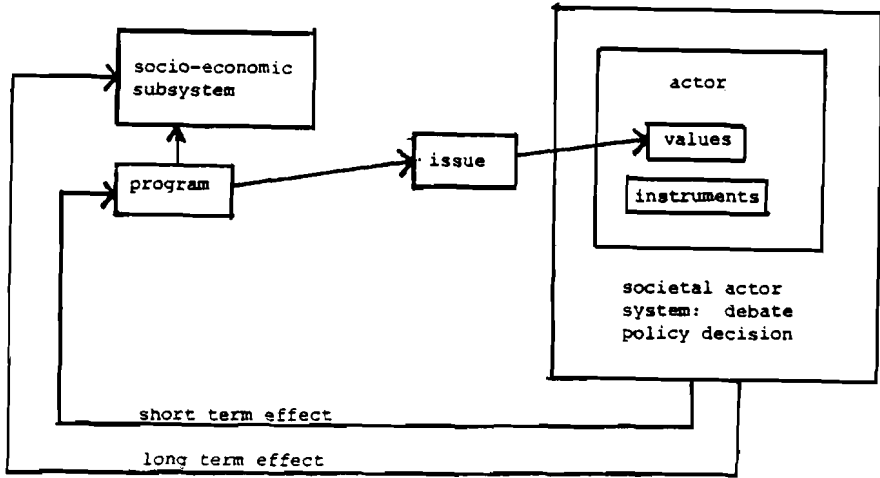 socio-economic
subsystem
program
issue
actor
values
instruments
societal actor
system: debate
policy decision
short term effect
long term effect